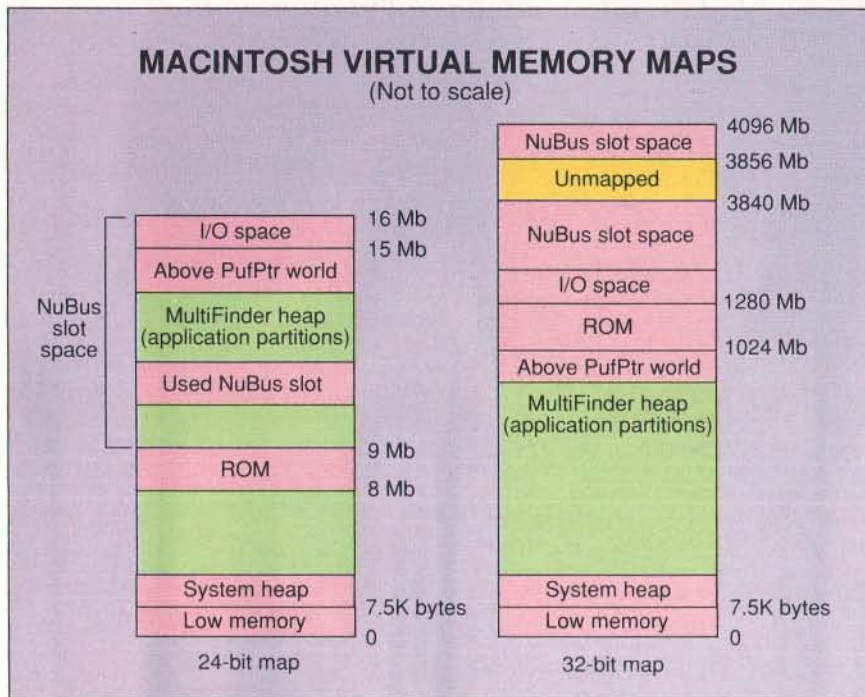 MACINTOSH VIRTUAL MEMORY MAPS
(Not to scale)
NuBus
slot
space
I/O space
Above PufPtr world
MultiFinder heap
(application partitions)
Used NuBus slot
ROM
System heap
Low memory
16 Mb
15 Mb
9 Mb
8 Mb
7.5K bytes
0
24-bit map
NuBus slot space
Unmapped
NuBus slot space
I/O space
ROM
Above PufPtr world
MultiFinder heap
(application partitions)
System heap
Low memory
4096 Mb
3856 Mb
3840 Mb
1280 Mb
1024 Mb
7.5K bytes
0
32-bit map